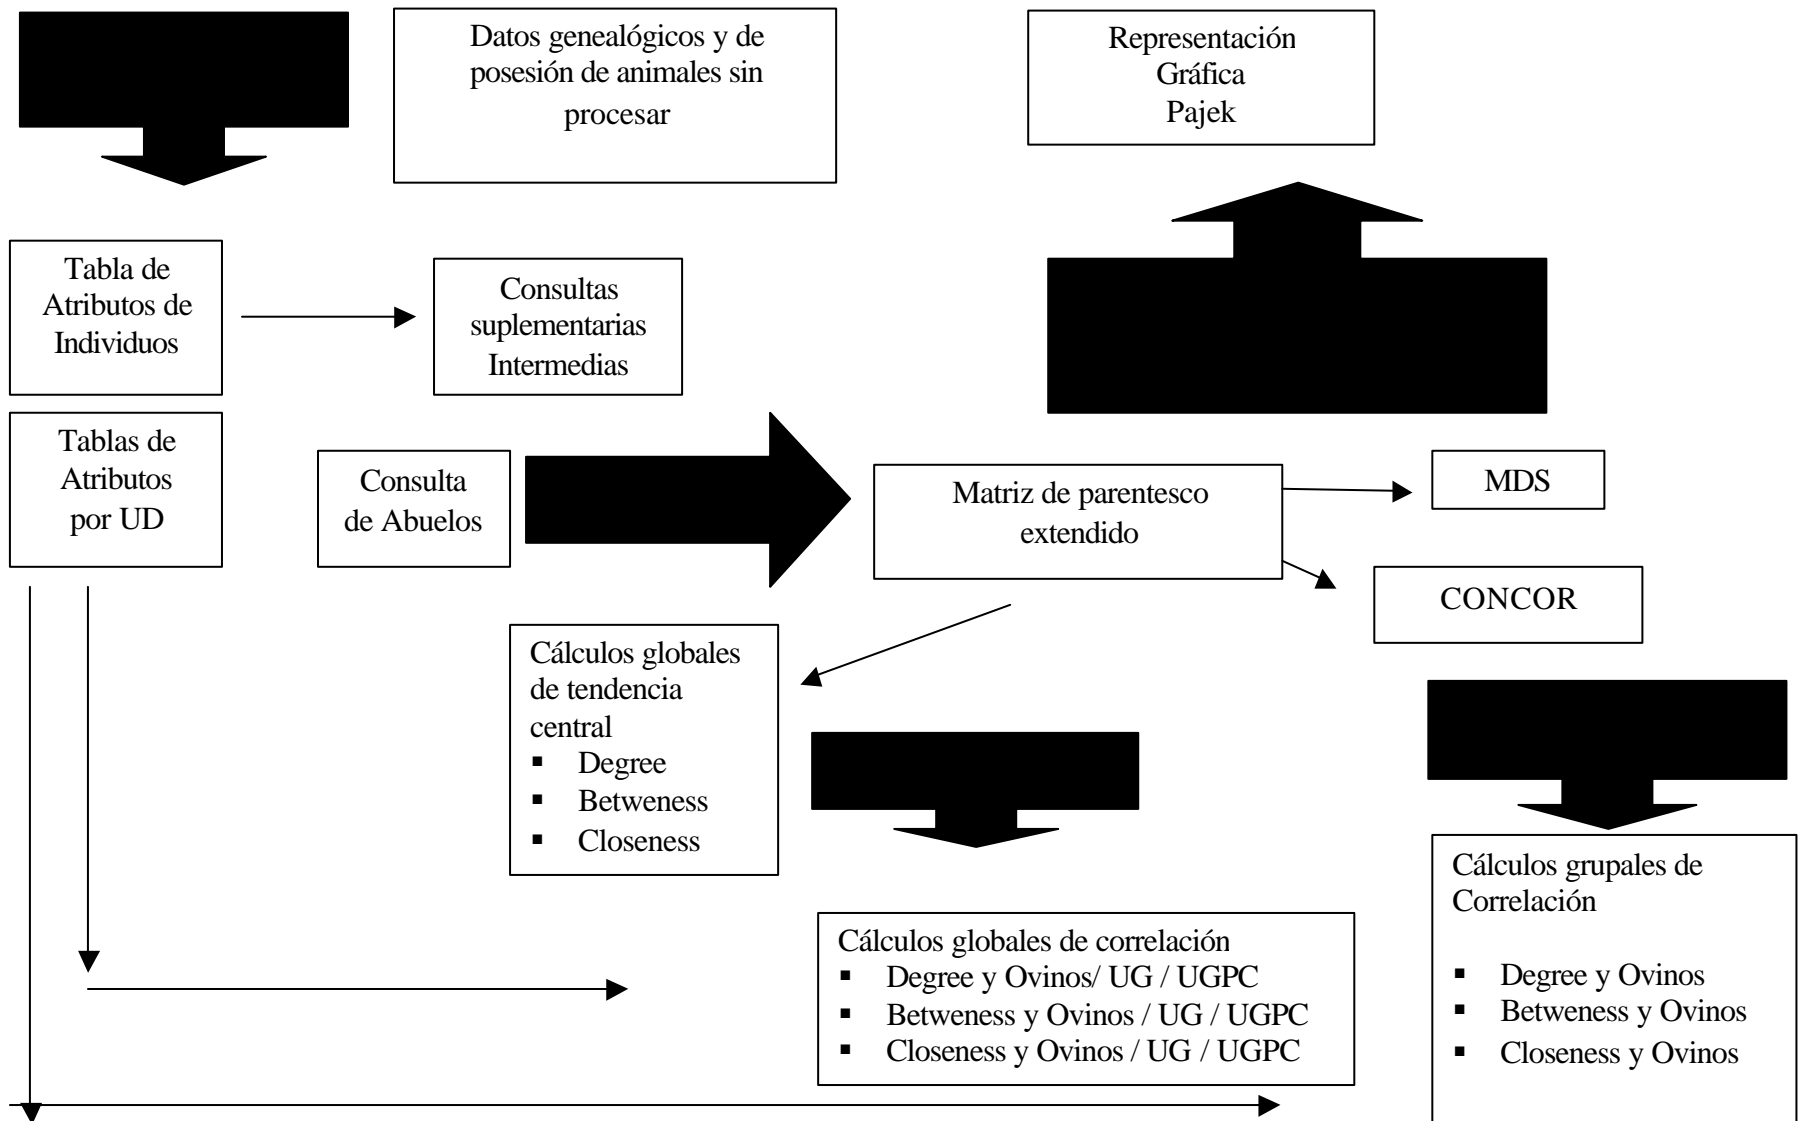 Datos genealógicos y de
posesión de animales sin
procesar
Representación
Gráfica
Pajek
Tabla de
Atributos de
Individuos
Consultas
suplementarias
Intermedias
Tablas de
Atributos
por UD
Consulta
de Abuelos
Matriz de parentesco
extendido
MDS
CONCOR
Cálculos globales
de tendencia
central
▪ Degree
▪ Betweness
▪ Closeness
Cálculos globales de correlación
▪ Degree y Ovinos/ UG / UGPC
▪ Betweness y Ovinos / UG / UGPC
▪ Closeness y Ovinos / UG / UGPC
Cálculos grupales de
Correlación
▪ Degree y Ovinos
▪ Betweness y Ovinos
▪ Closeness y Ovinos